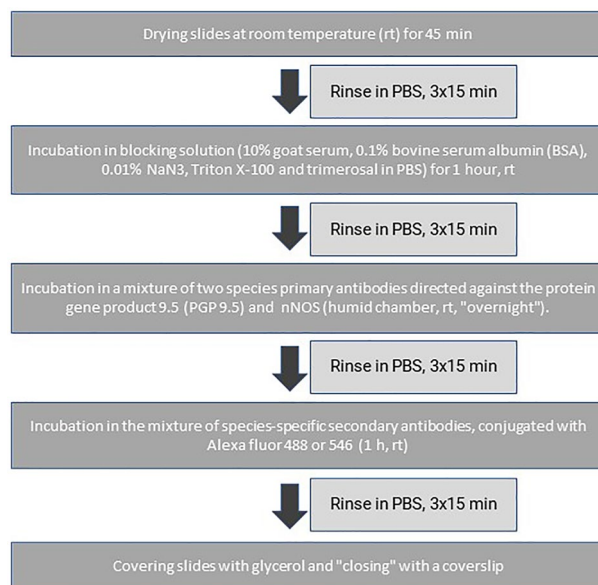 Drying slides at room temperature (rt) for 45 min
Rinse in PBS, 3x15 min
Incubation in blocking solution (10% goat serum, 0.1% bovine serum albumin (BSA),
0.01% NaN3, Triton X-100 and trimerosal in PBS) for 1 hour, rt
Rinse in PBS, 3x15 min
Incubation in a mixture of two species primary antibodies directed against the protein
gene product 9.5 (PGP 9.5) and nNOS (humid chamber, rt, "overnight").
Rinse in PBS, 3x15 min
Incubation in the mixture of species-specific secondary antibodies, conjugated with
Alexa fluor 488 or 546 (1 h, rt)
Rinse in PBS, 3x15 min
Covering slides with glycerol and "closing" with a coverslip